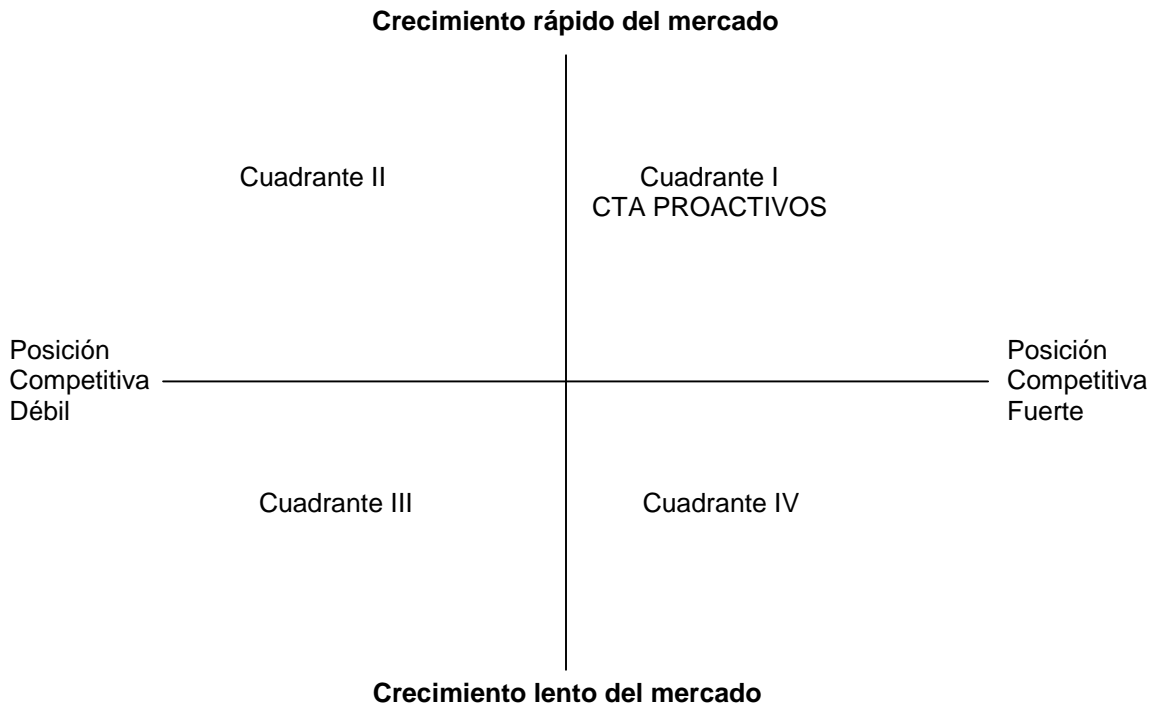 Crecimiento rápido del mercado
Cuadrante II
Cuadrante I
CTA PROACTIVOS
Posición
Competitiva
Débil
Posición
Competitiva
Fuerte
Cuadrante III
Cuadrante IV
Crecimiento lento del mercado